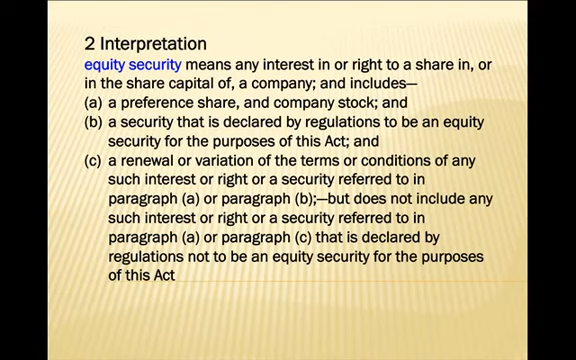 2 Interpretation
equity security means any interest in or right to a share in, or
in the share capital of, a company; and includes—
(a) a preference share, and company stock; and
(b) a security that is declared by regulations to be an equity
security for the purposes of this Act; and
(c) a renewal or variation of the terms or conditions of any
such interest or right or a security referred to in
paragraph (a) or paragraph (b);—but does not include any
such interest or right or a security referred to in
paragraph (a) or paragraph (c) that is declared by
regulations not to be an equity security for the purposes
of this Act